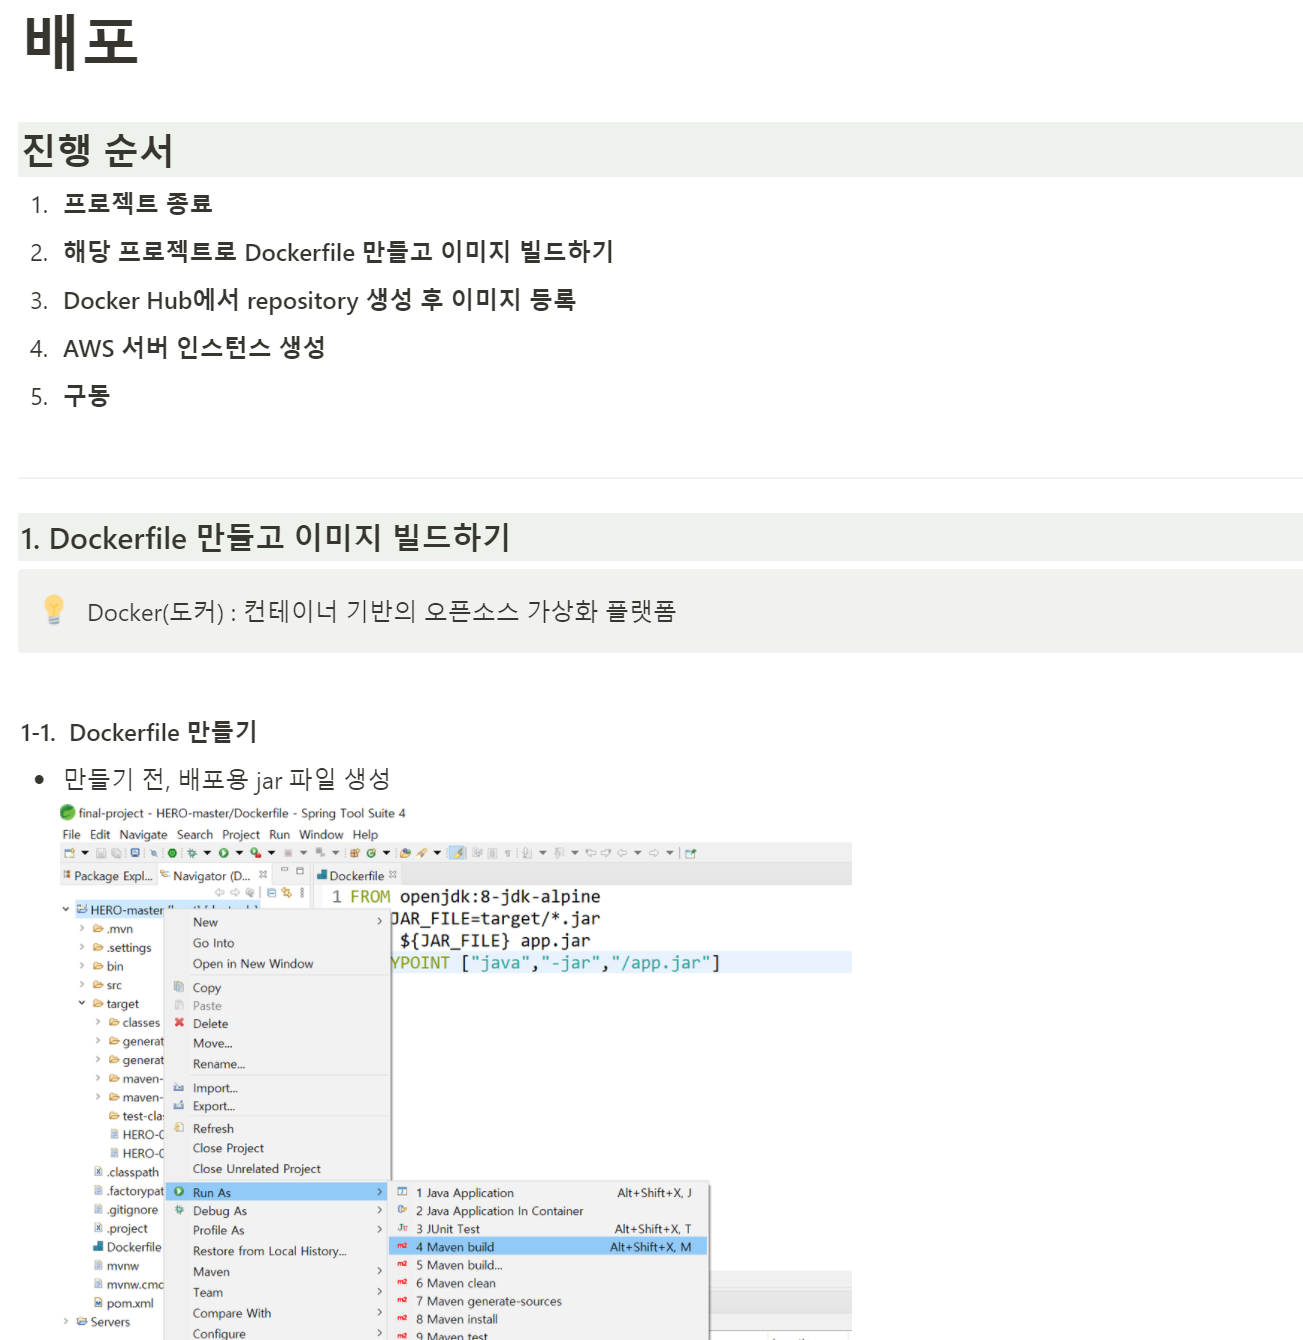 배포
진행 순서
1. 프로젝트 종료
2. 해당 프로젝트로 Dockerfile 만들고 이미지 빌드하기
3. Docker Hub에서 repository 생성 후 이미지 등록
4. AWS 서버 인스턴스 생성
5. 구동
1. Dockerfile 만들고 이미지 빌드하기
Docker(도커) : 컨테이너 기반의 오픈소스 가상화 플랫폼
1-1. Dockerfile 만들기
• 만들기 전, 배포용 jar 파일 생성
final-project - HERO-master/Dockerfile - Spring Tool Suite 4
File Edit Navigate Search Project Run Window Help
Package Expl... Navigator (D... Dockerfile
1 FROM openjdk:8-jdk-alpine
JAR_FILE=target/*.jar
${JAR_FILE} app.jar
YPOINT ["java","-jar","/app.jar"]
HERO-master
.mvn
.settings
bin
src
target
classes
generat
generat
maven-
maven-
test-cla
HERO-0
HERO-0
.classpath
.factorypat
.gitignore
.project
Dockerfile
mvnw
mvnw.cmd
pom.xml
Servers
New
Go Into
Open in New Window
Copy
Paste
Delete
Move...
Rename...
Import...
Export...
Refresh
Close Project
Close Unrelated Project
Run As
Debug As
Profile As
Restore from Local History...
Maven
Team
Compare With
Configure
1 Java Application Alt+Shift+X, J
2 Java Application In Container
3 JUnit Test Alt+Shift+X, T
4 Maven build Alt+Shift+X, M
5 Maven build...
6 Maven clean
7 Maven generate-sources
8 Maven install
9 Maven test